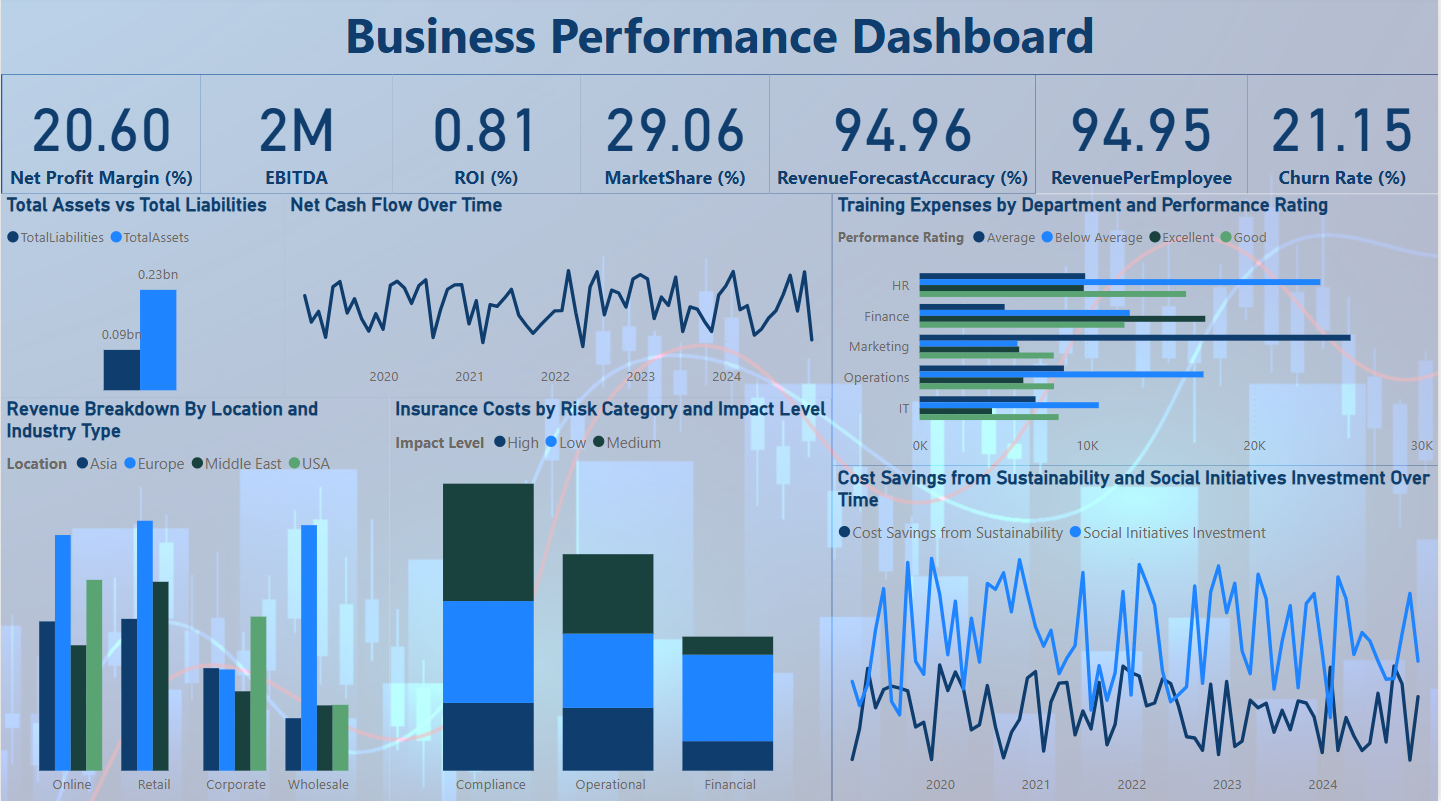 Business Performance Dashboard
20.60
Net Profit Margin (%)
2M
EBITDA
0.81
ROI (%)
29.06
MarketShare (%)
94.96
RevenueForecastAccuracy (%)
94.95
RevenuePerEmployee
21.15
Churn Rate (%)
Total Assets vs Total Liabilities
TotalLiabilities TotalAssets
0.23bn
0.09bn
Net Cash Flow Over Time
2020 2021 2022 2023 2024
Training Expenses by Department and Performance Rating
Performance Rating Average Below Average Excellent Good
HR
Finance
Marketing
Operations
IT
0K 10K 20K 30K
Revenue Breakdown By Location and
Industry Type
Location Asia Europe Middle East USA
Online Retail Corporate Wholesale
Insurance Costs by Risk Category and Impact Level
Impact Level High Low Medium
Compliance Operational Financial
Cost Savings from Sustainability and Social Initiatives Investment Over
Time
Cost Savings from Sustainability Social Initiatives Investment
2020 2021 2022 2023 2024